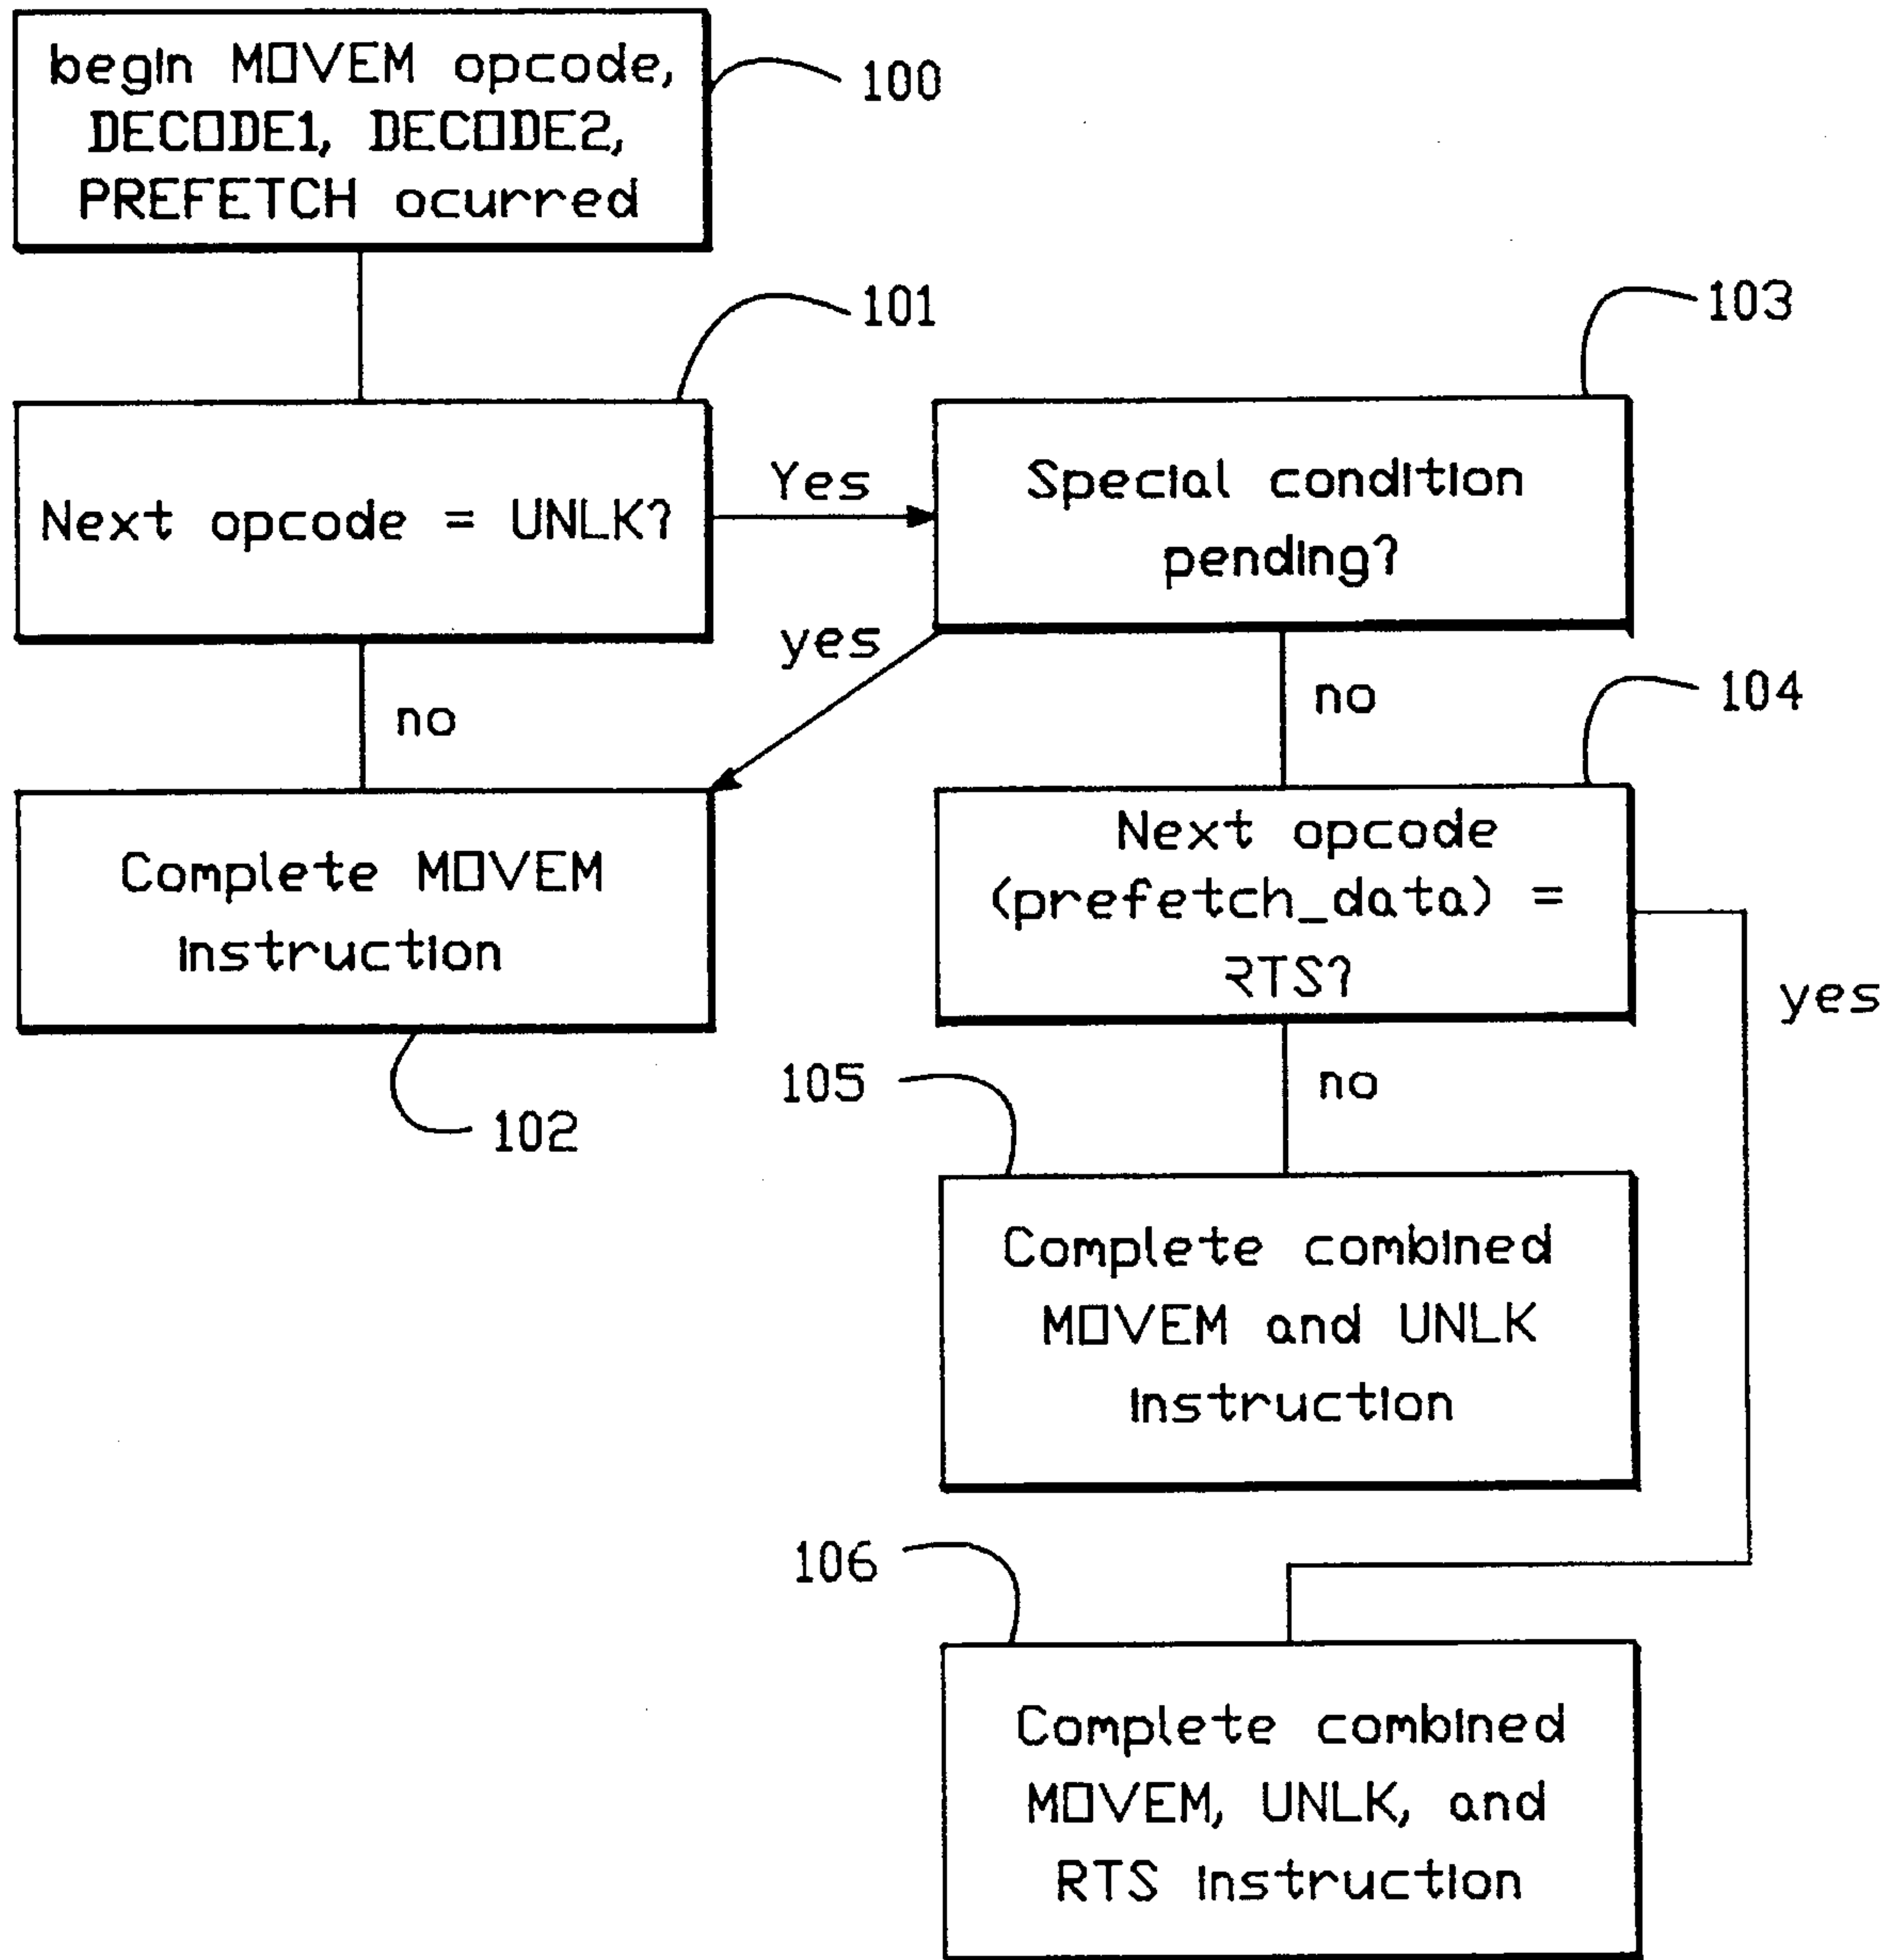 begin MOVEM opcode,
DECODE1, DECODE2,
PREFETCH ocurred
100
101
103
Next opcode = UNLK?
Yes
Special condition
pending?
yes
no
no
104
Complete MOVEM
instruction
102
Next opcode
(prefetch_data) =
RTS?
yes
no
105
Complete combined
MOVEM and UNLK
instruction
106
Complete combined
MOVEM, UNLK, and
RTS instruction